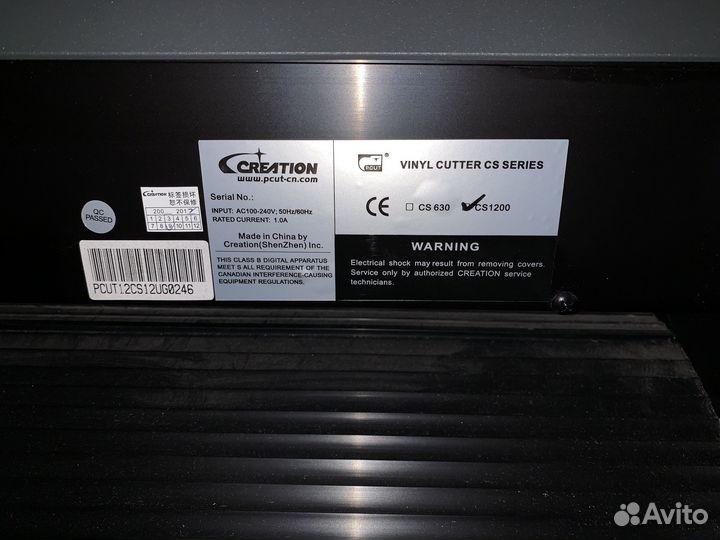 CREATION
www.pcut-cn.com
Serial No.:
INPUT: AC100-240V; 50Hz/60Hz
RATED CURRENT: 1.0A
Made in China by
Creation(ShenZhen) Inc.
THIS CLASS B DIGITAL APPARATUS
MEET S ALL REQUIREMENT OF THE
CANADIAN INTERFERENCE-CAUSING
EQUIPMENT REGULATIONS.
PCUT ® VINYL CUTTER CS SERIES
CE CS 630 CS1200
WARNING
Electrical shock may result from removing covers.
Service only by authorized CREATION service
technicians.
QC
PASSED
CREATION 标签损坏
恕不保修
200 201
1 2 3 4 5 6
7 8 9 10 11 12
PCUT12CS12UG0246
Avito